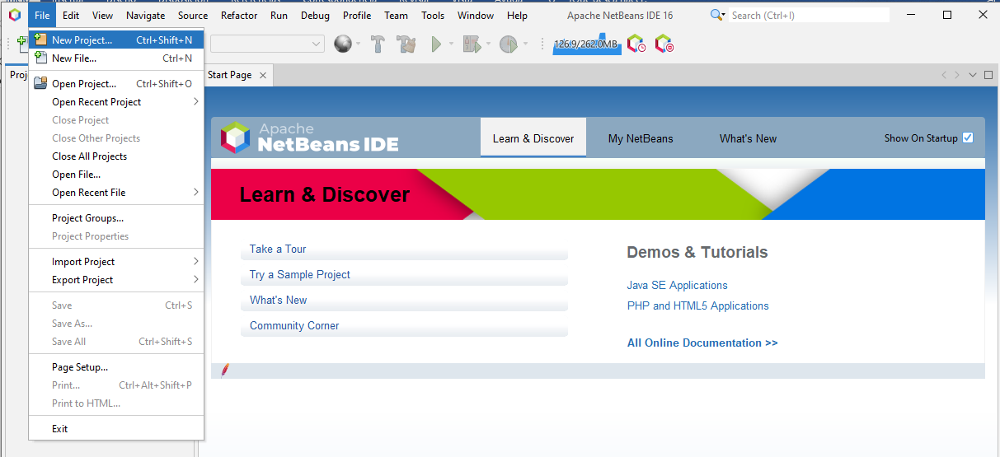 File Edit View Navigate Source Refactor Run Debug Profile Team Tools Window Help Apache NetBeans IDE 16 Search (Ctrl+I)
126.9/262.0MB
New Project... Ctrl+Shift+N
New File... Ctrl+N
Open Project... Ctrl+Shift+O
Open Recent Project
Close Project
Close Other Projects
Close All Projects
Open File...
Open Recent File
Project Groups...
Project Properties
Import Project
Export Project
Save Ctrl+S
Save As...
Save All Ctrl+Shift+S
Page Setup...
Print... Ctrl+Alt+Shift+P
Print to HTML...
Exit
Proj
Start Page
Apache
NetBeans IDE
Learn & Discover My NetBeans What's New Show On Startup
Learn & Discover
Take a Tour
Try a Sample Project
What's New
Community Corner
Demos & Tutorials
Java SE Applications
PHP and HTML5 Applications
All Online Documentation >>